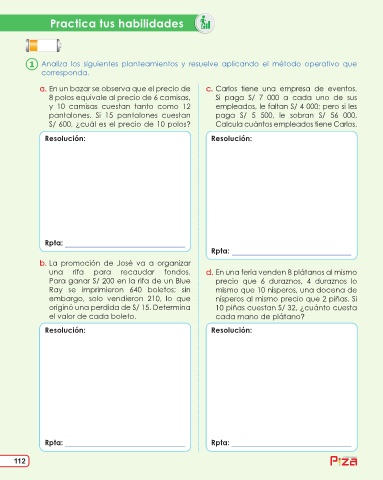 Practica tus habilidades
1 Analiza los siguientes planteamientos y resuelve aplicando el método operativo que
corresponda.
a. En un bazar se observa que el precio de
8 polos equivale al precio de 6 camisas,
y 10 camisas cuestan tanto como 12
pantalones. Si 15 pantalones cuestan
S/ 600, ¿cuál es el precio de 10 polos?
Resolución:
Rpta:
b. La promoción de José va a organizar
una rifa para recaudar fondos.
Para ganar S/ 200 en la rifa de un Blue
Ray se imprimieron 640 boletos; sin
embargo, solo vendieron 210, lo que
originó una perdida de S/ 15. Determina
el valor de cada boleto.
Resolución:
Rpta:
c. Carlos tiene una empresa de eventos.
Si paga S/ 7 000 a cada uno de sus
empleados, le faltan S/ 4 000; pero si les
paga S/ 5 500, le sobran S/ 56 000.
Calcula cuántos empleados tiene Carlos.
Resolución:
Rpta:
d. En una feria venden 8 plátanos al mismo
precio que 6 duraznos, 4 duraznos lo
mismo que 10 nísperos, una docena de
nísperos al mismo precio que 2 piñas. Si
10 piñas cuestan S/ 32, ¿cuánto cuesta
cada mano de plátano?
Resolución:
Rpta:
112